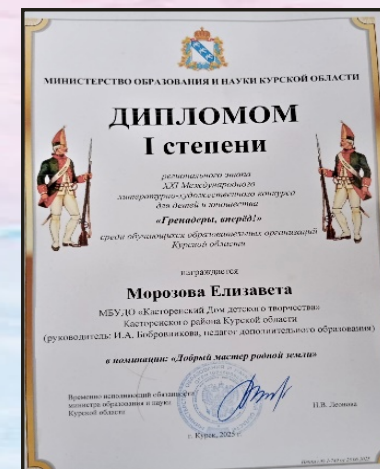 МИНИСТЕРСТВО ОБРАЗОВАНИЯ И НАУКИ КУРСКОЙ ОБЛАСТИ
ДИПЛОМОМ
I степени
регионального этапа
XXI Международного
литературно-художественного конкурса
для детей и юношества
«Гренадеры, вперёд!»
среди обучающихся образовательных организаций
Курской области
награждается
Морозова Елизавета
МБУДО «Касторенский Дом детского творчества»
Касторенского района Курской области
(руководитель: И.А. Бобровникова, педагог дополнительного образования)
в номинации: «Добрый мастер родной земли»
Временно исполняющий обязанности
министра образования и науки
Курской области
Н.В. Леонова
г. Курск, 2025 г.